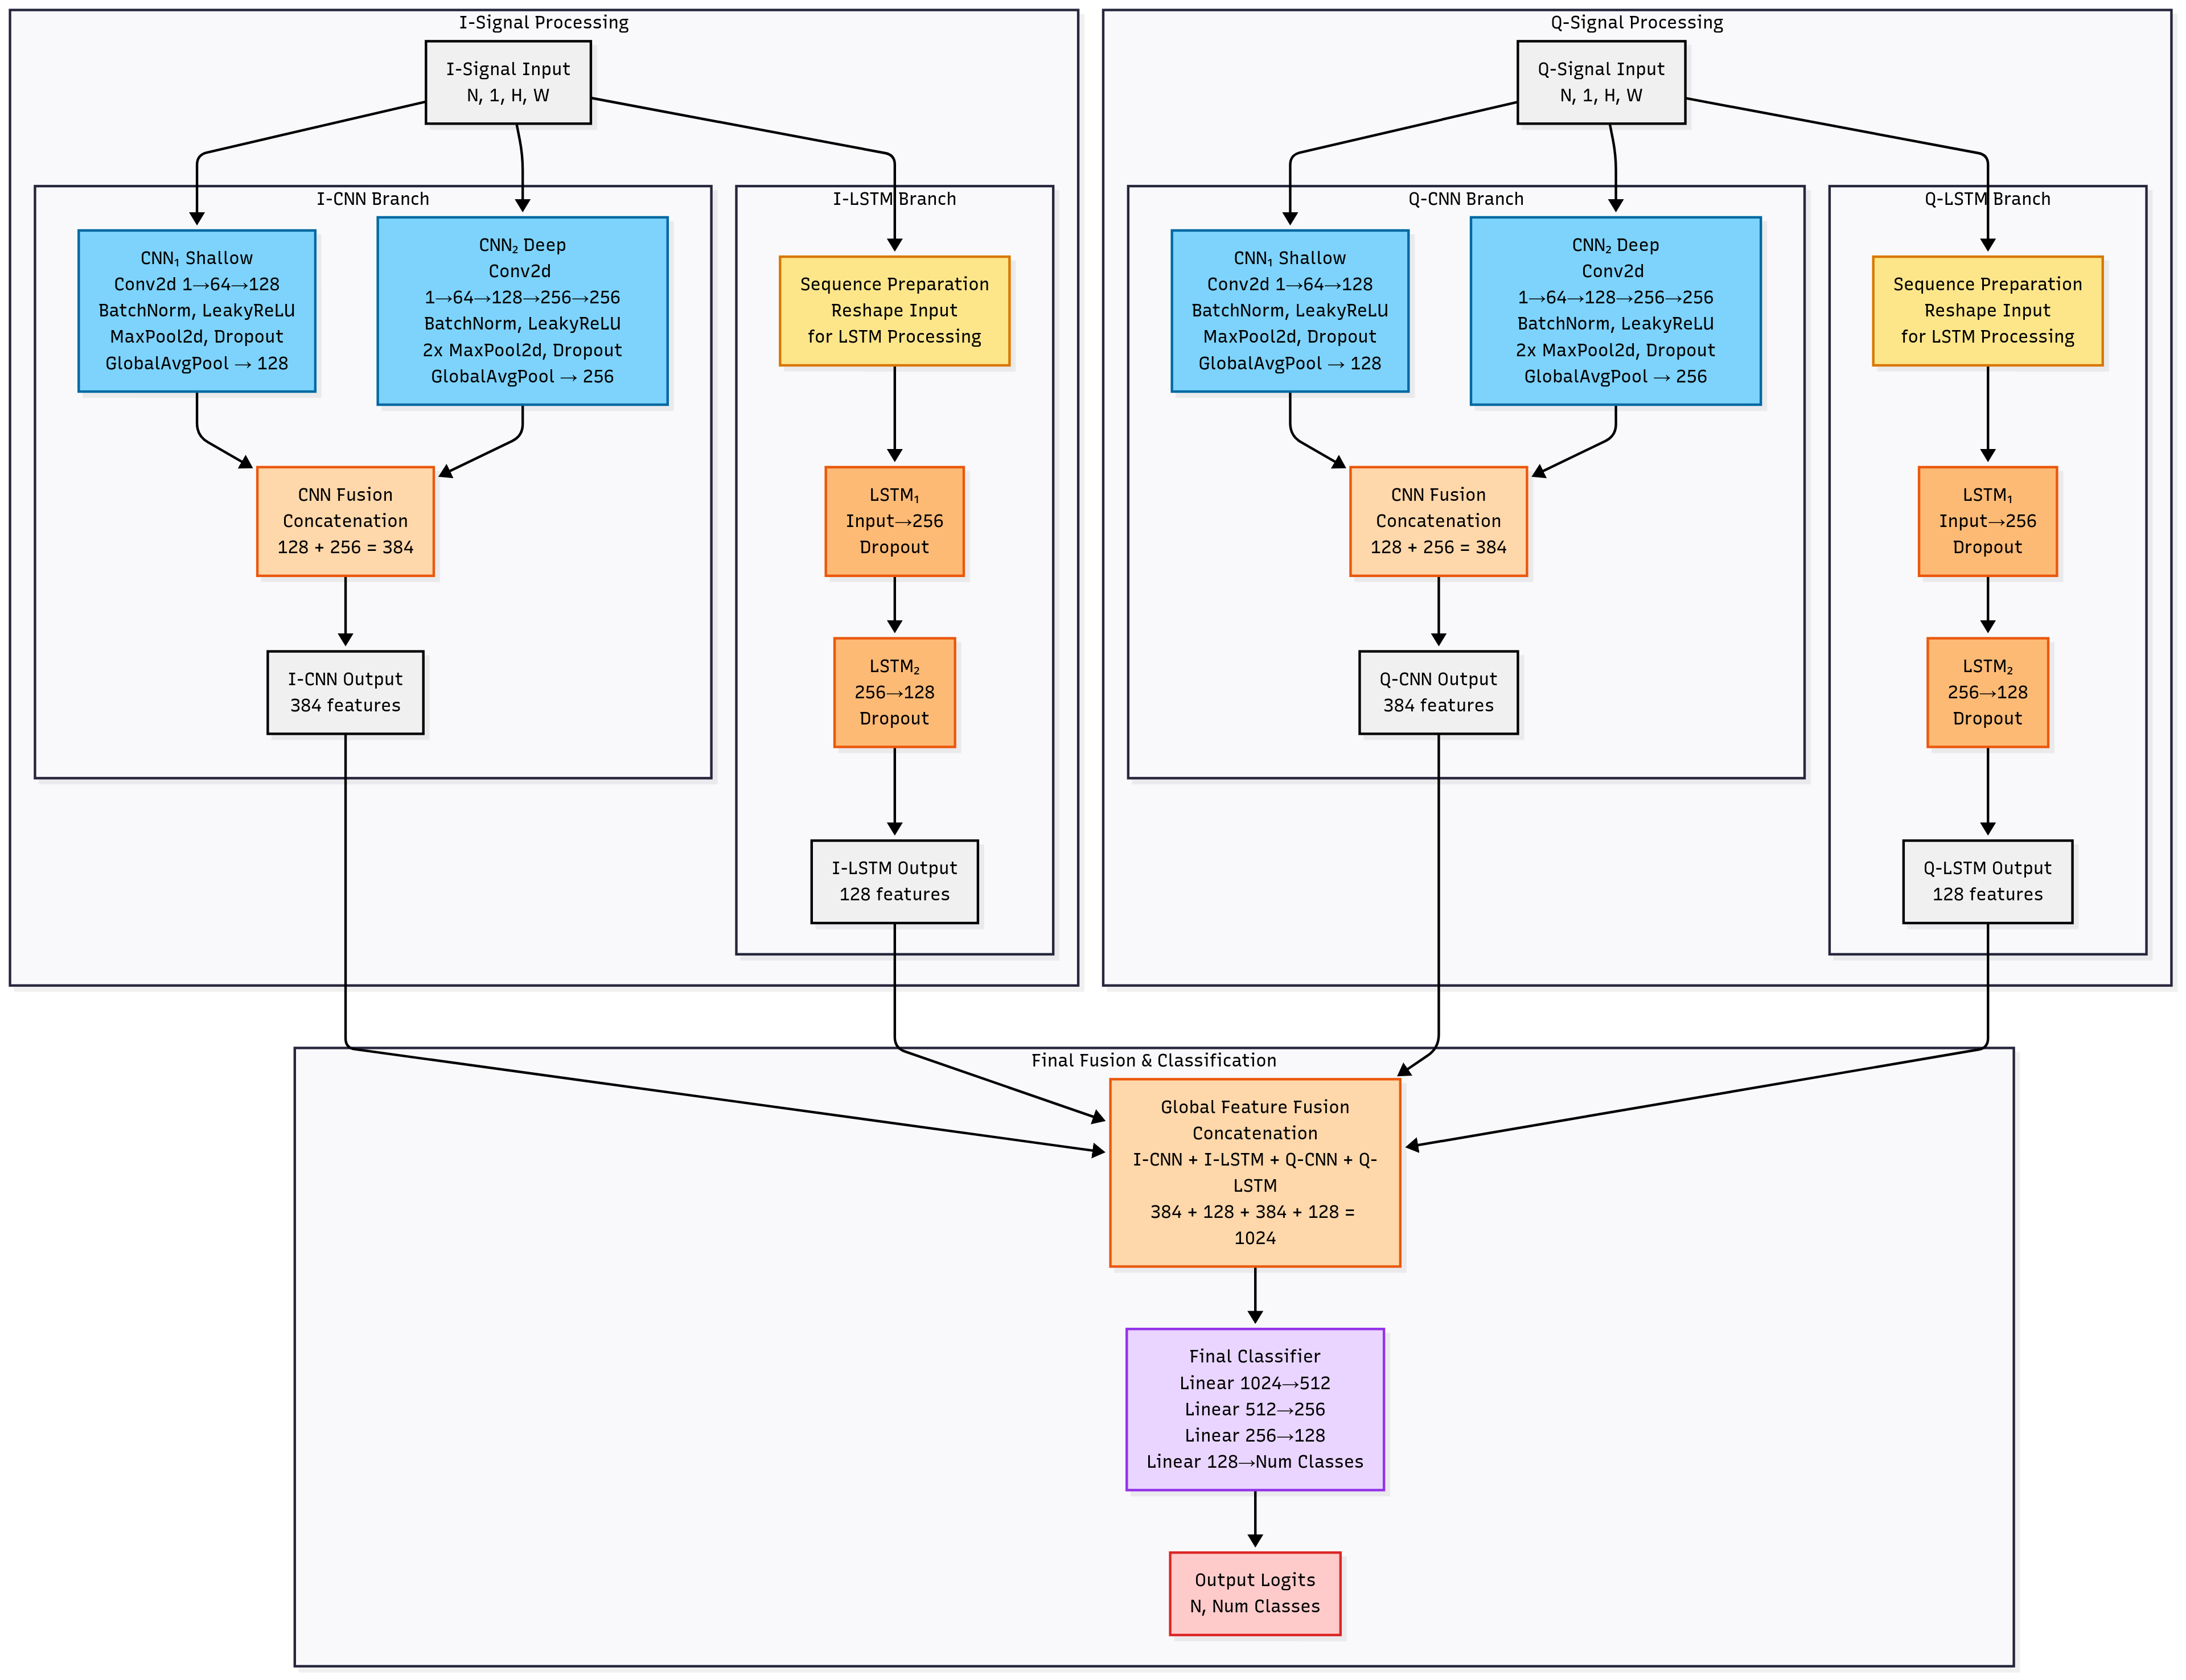 I-Signal Processing
I-Signal Input
N, 1, H, W
I-CNN Branch
CNN₁ Shallow
Conv2d 1→64→128
BatchNorm, LeakyReLU
MaxPool2d, Dropout
GlobalAvgPool → 128
CNN₂ Deep
Conv2d
1→64→128→256→256
BatchNorm, LeakyReLU
2x MaxPool2d, Dropout
GlobalAvgPool → 256
CNN Fusion
Concatenation
128 + 256 = 384
I-CNN Output
384 features
I-LSTM Branch
Sequence Preparation
Reshape Input
for LSTM Processing
LSTM₁
Input→256
Dropout
LSTM₂
256→128
Dropout
I-LSTM Output
128 features
Q-Signal Processing
Q-Signal Input
N, 1, H, W
Q-CNN Branch
CNN₁ Shallow
Conv2d 1→64→128
BatchNorm, LeakyReLU
MaxPool2d, Dropout
GlobalAvgPool → 128
CNN₂ Deep
Conv2d
1→64→128→256→256
BatchNorm, LeakyReLU
2x MaxPool2d, Dropout
GlobalAvgPool → 256
CNN Fusion
Concatenation
128 + 256 = 384
Q-CNN Output
384 features
Q-LSTM Branch
Sequence Preparation
Reshape Input
for LSTM Processing
LSTM₁
Input→256
Dropout
LSTM₂
256→128
Dropout
Q-LSTM Output
128 features
Final Fusion & Classification
Global Feature Fusion
Concatenation
I-CNN + I-LSTM + Q-CNN + Q-
LSTM
384 + 128 + 384 + 128 =
1024
Final Classifier
Linear 1024→512
Linear 512→256
Linear 256→128
Linear 128→Num Classes
Output Logits
N, Num Classes